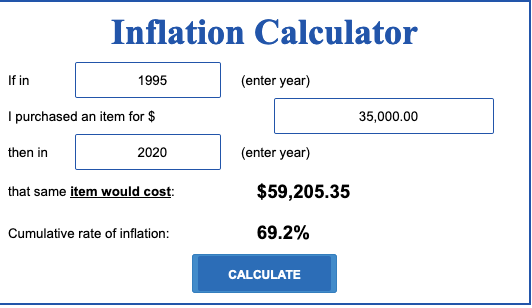 Inflation Calculator
If in 1995 (enter year)
I purchased an item for $ 35,000.00
then in 2020 (enter year)
that same item would cost: $59,205.35
Cumulative rate of inflation: 69.2%
CALCULATE